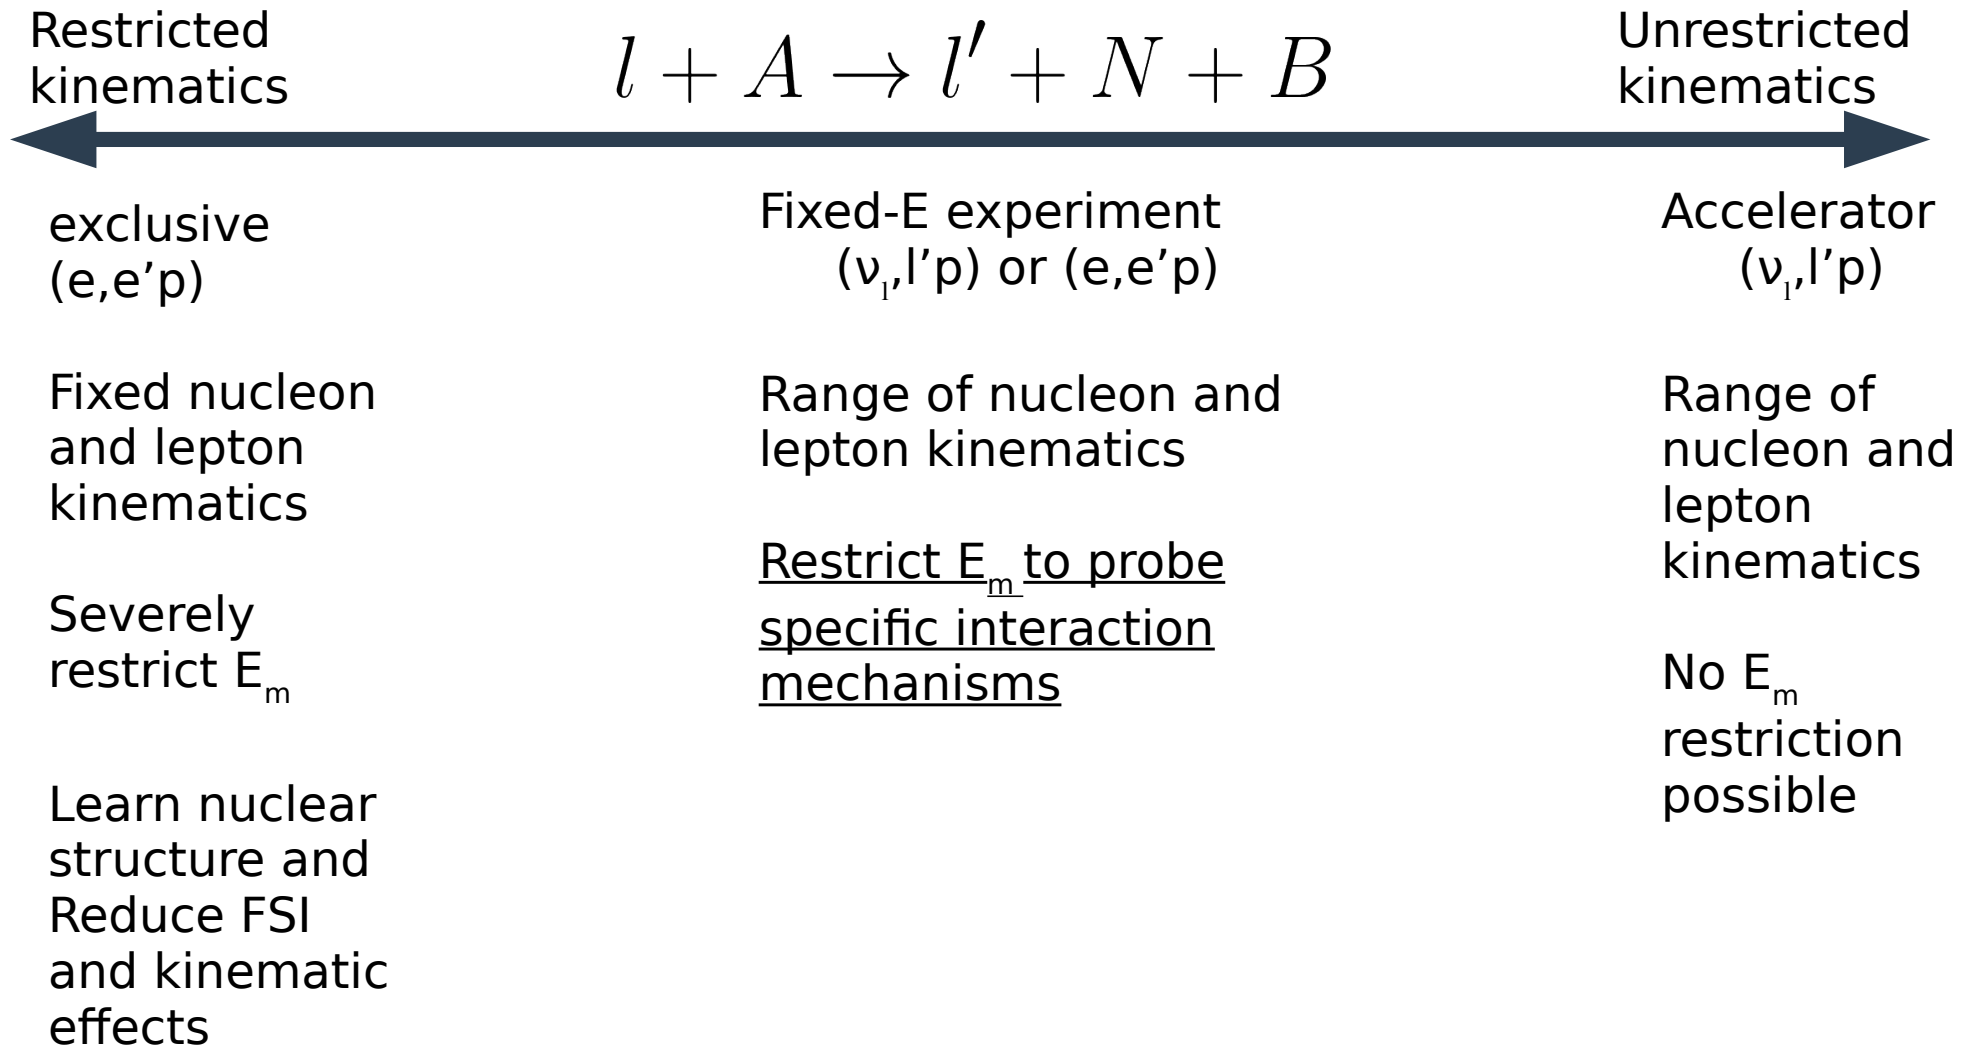 Restricted
kinematics
l + A → l′ + N + B
Unrestricted
kinematics
exclusive
(e,e’p)
Fixed nucleon
and lepton
kinematics
Severely
restrict Eₘ
Learn nuclear
structure and
Reduce FSI
and kinematic
effects
Fixed-E experiment
(νₗ,l’p) or (e,e’p)
Range of nucleon and
lepton kinematics
Restrict Eₘ to probe
specific interaction
mechanisms
Accelerator
(νₗ,l’p)
Range of
nucleon and
lepton
kinematics
No Eₘ
restriction
possible